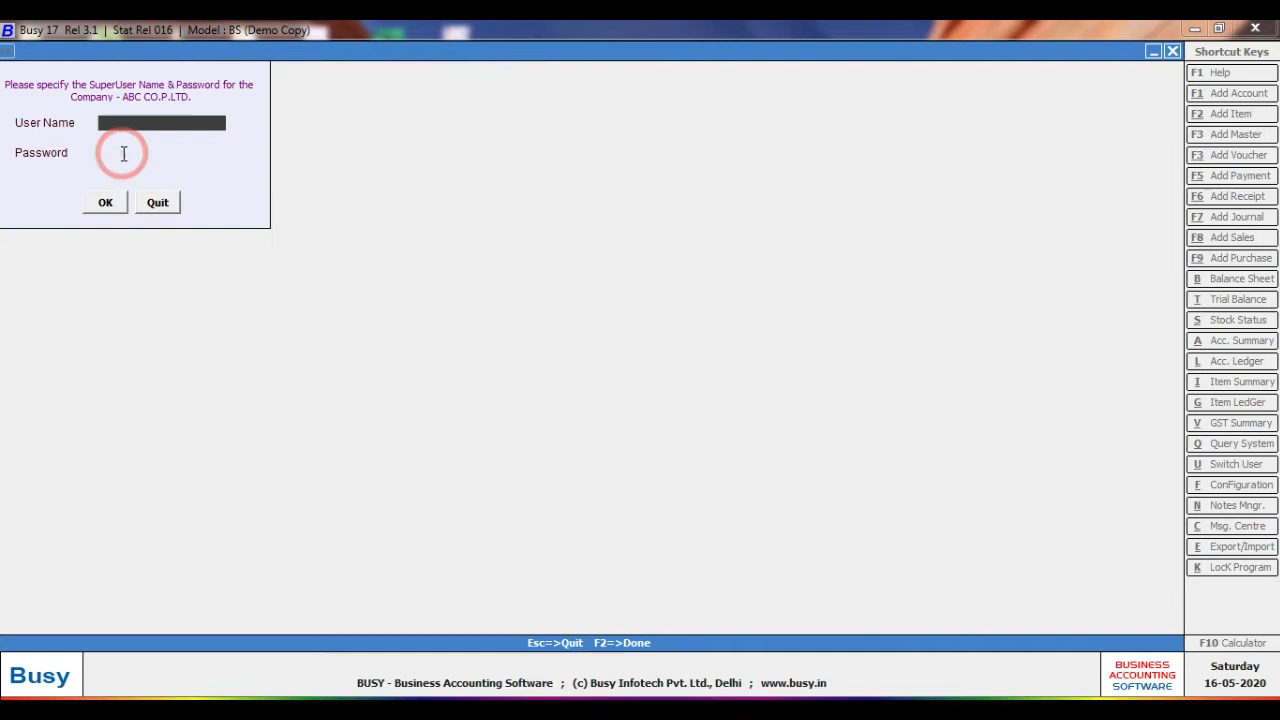 Busy 17 Rel 3.1 | Stat Rel 016 | Model : BS (Demo Copy)
Shortcut Keys
Please specify the SuperUser Name & Password for the
Company - ABC CO.P.LTD.
User Name
Password
OK Quit
F1 Help
F1 Add Account
F2 Add Item
F3 Add Master
F3 Add Voucher
F5 Add Payment
F6 Add Receipt
F7 Add Journal
F8 Add Sales
F9 Add Purchase
B Balance Sheet
T Trial Balance
S Stock Status
A Acc. Summary
L Acc. Ledger
I Item Summary
G Item LedGer
V GST Summary
Q Query System
U Switch User
F ConFiguration
N Notes Mngr.
C Msg. Centre
E Export/Import
K LocK Program
Esc=>Quit F2=>Done
F10 Calculator
Busy
BUSY - Business Accounting Software ; (c) Busy Infotech Pvt. Ltd., Delhi ; www.busy.in
BUSINESS
ACCOUNTING
SOFTWARE
Saturday
16-05-2020